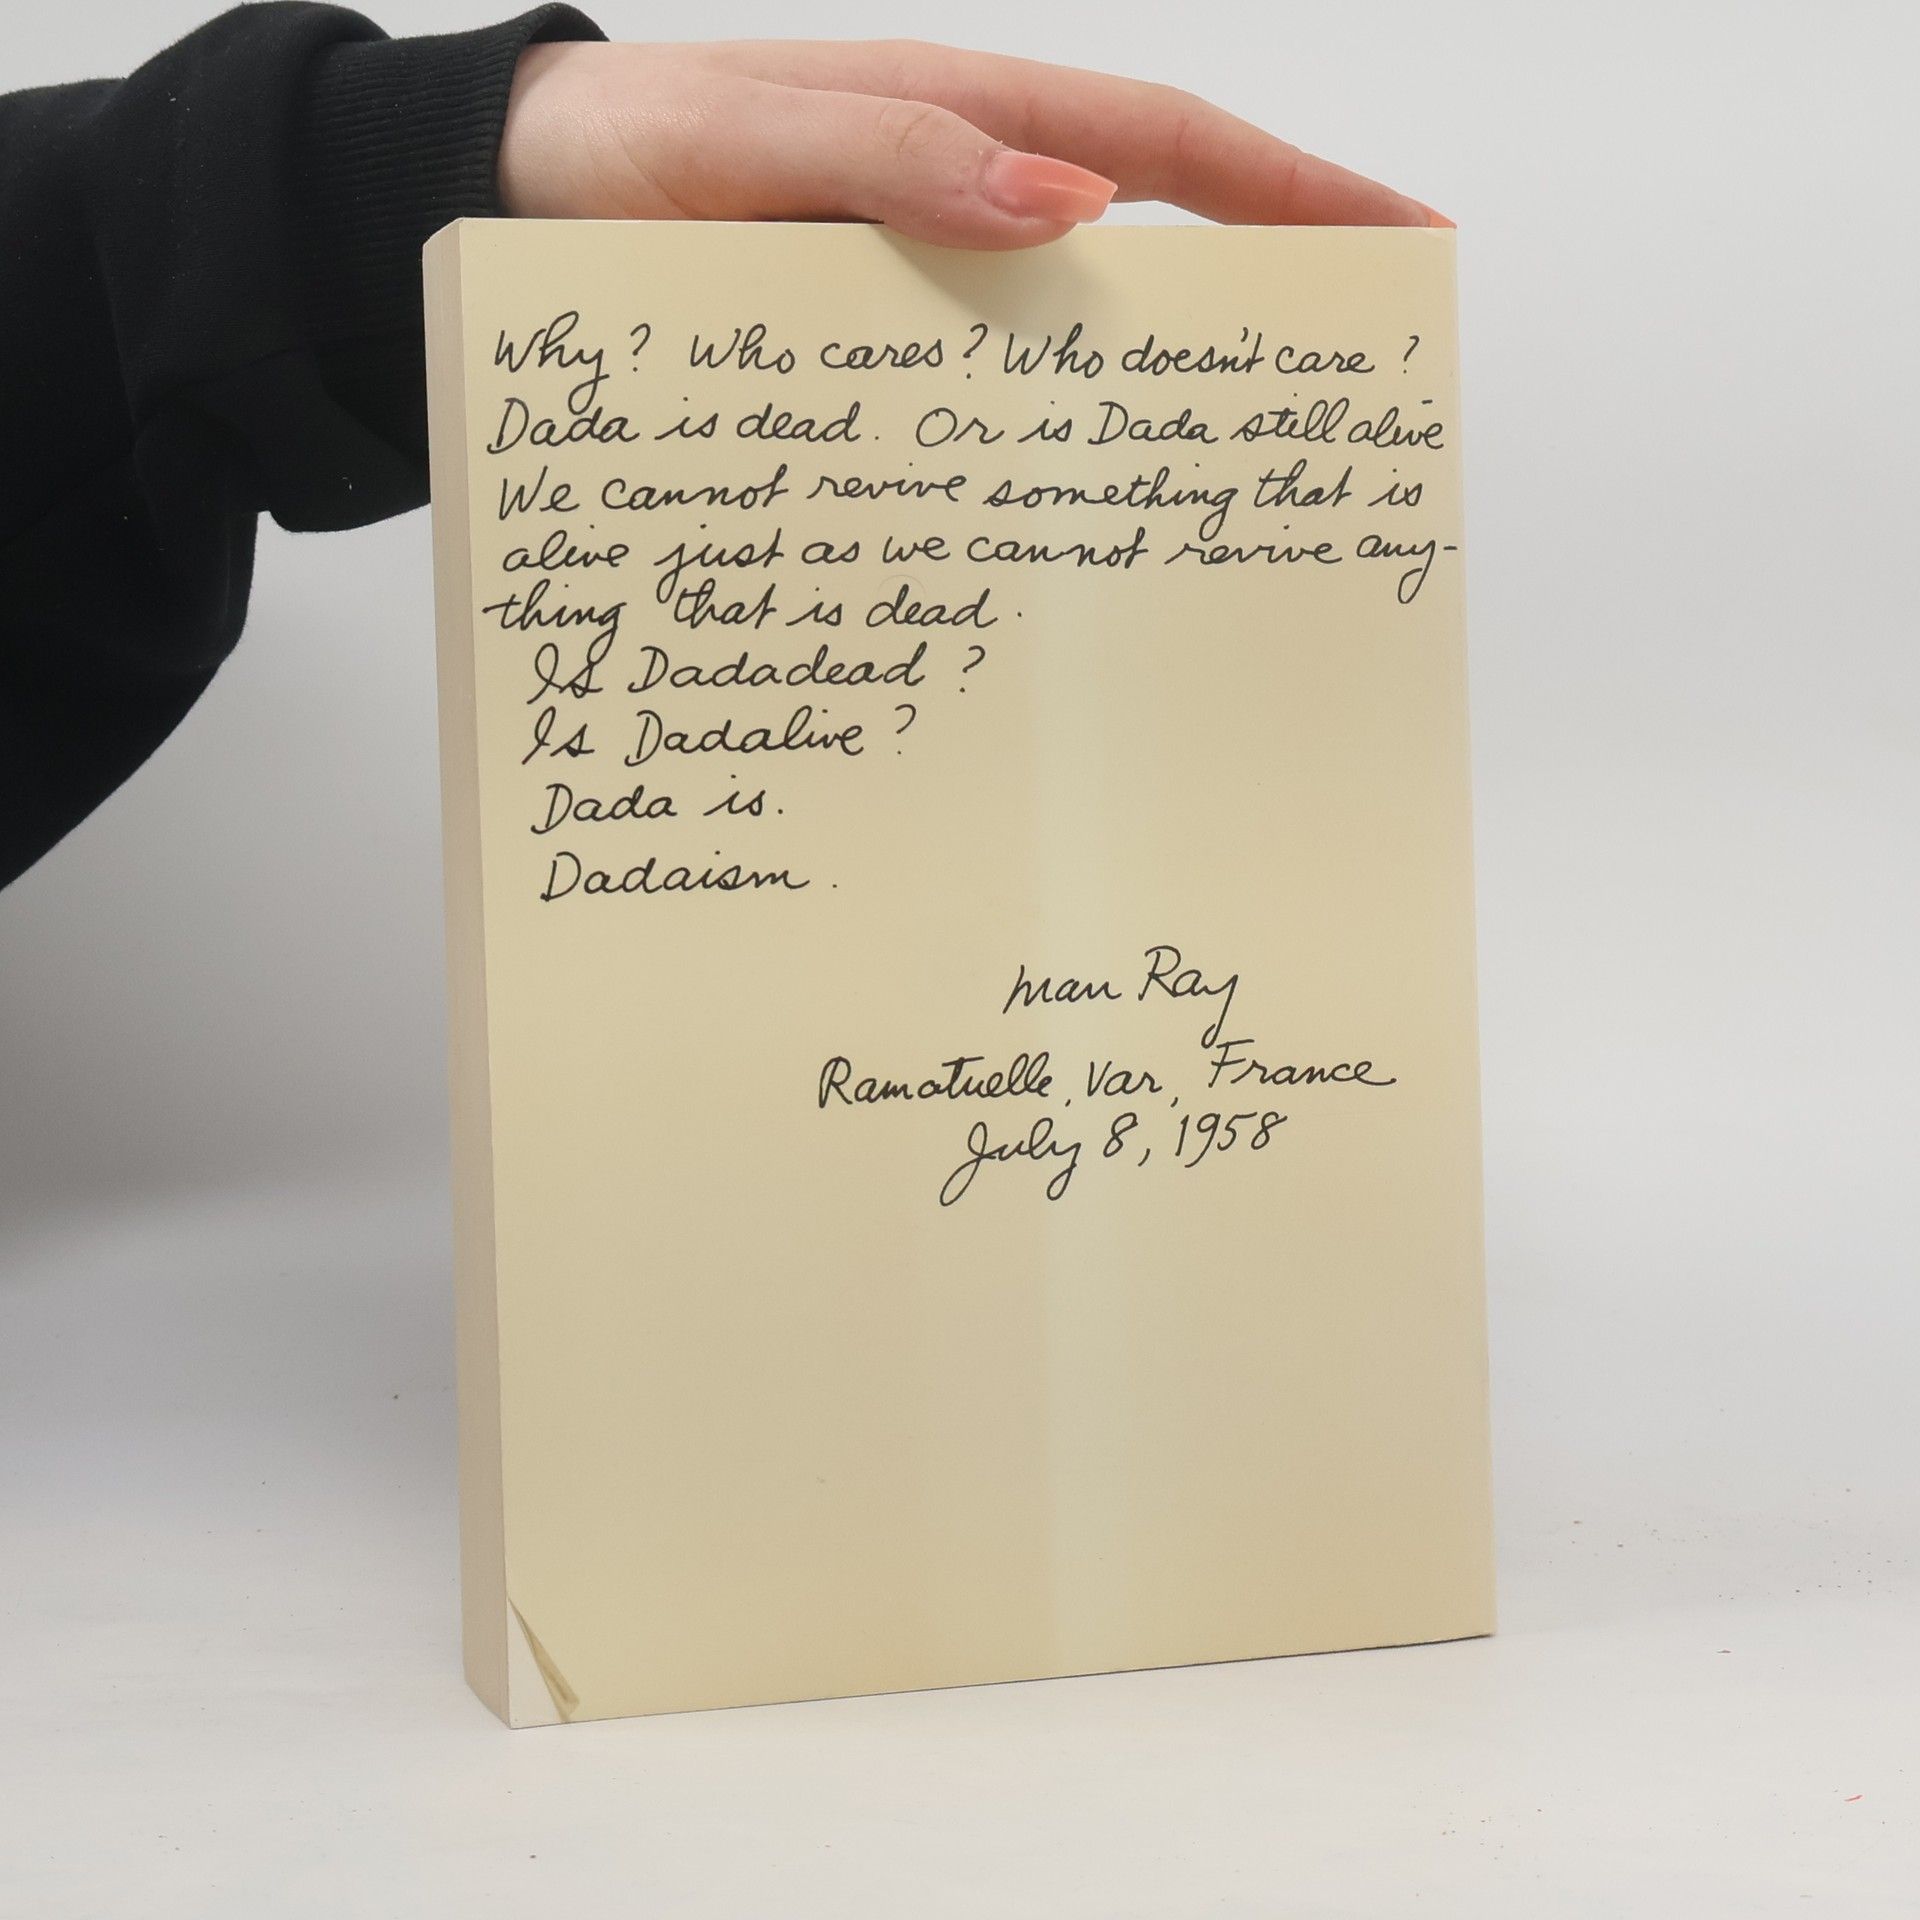 Why? Who cares? Who doesn't care?
Dada is dead. Or is Dada still alive
We cannot revive something that is
alive just as we cannot revive any-
thing that is dead.
Is Dadadead?
Is Dadalive?
Dada is.
Dadaism.
man Ray
Ramatuelle, Var, France
July 8, 1958